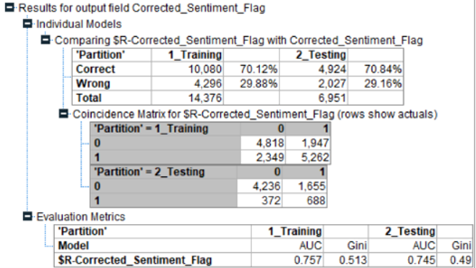 Results for output field Corrected_Sentiment_Flag
Individual Models
Comparing $R-Corrected_Sentiment_Flag with Corrected_Sentiment_Flag
'Partition' 1_Training 2_Testing
Correct 10,080 70.12% 4,924 70.84%
Wrong 4,296 29.88% 2,027 29.16%
Total 14,376 6,951
Coincidence Matrix for $R-Corrected_Sentiment_Flag (rows show actuals)
'Partition' = 1_Training 0 1
0 4,818 1,947
1 2,349 5,262
'Partition' = 2_Testing 0 1
0 4,236 1,655
1 372 688
Evaluation Metrics
'Partition' 1_Training 2_Testing
Model AUC Gini AUC Gini
$R-Corrected_Sentiment_Flag 0.757 0.513 0.745 0.49